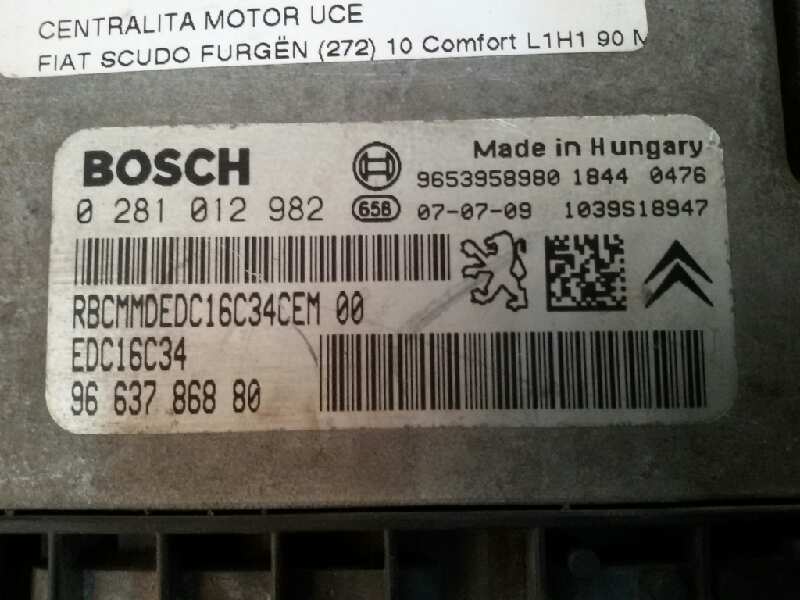 CENTRALITA MOTOR UCE
FIAT SCUDO FURGËN (272) 10 Comfort L1H1 90 M
BOSCH
Made in Hungary
9653958980 1844 0476
0 281 012 982
658 07-07-09 1039S18947
RBCMMDEDC16C34CEM 00
EDC16C34
96 637 868 80